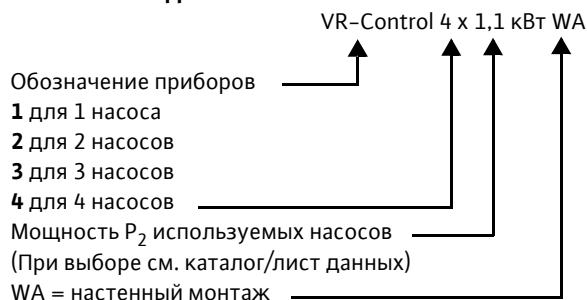 VR-Control 4 x 1,1 кВт WA
Обозначение приборов
1 для 1 насоса
2 для 2 насосов
3 для 3 насосов
4 для 4 насосов
Мощность P2 используемых насосов
(При выборе см. каталог/лист данных)
WA = настенный монтаж